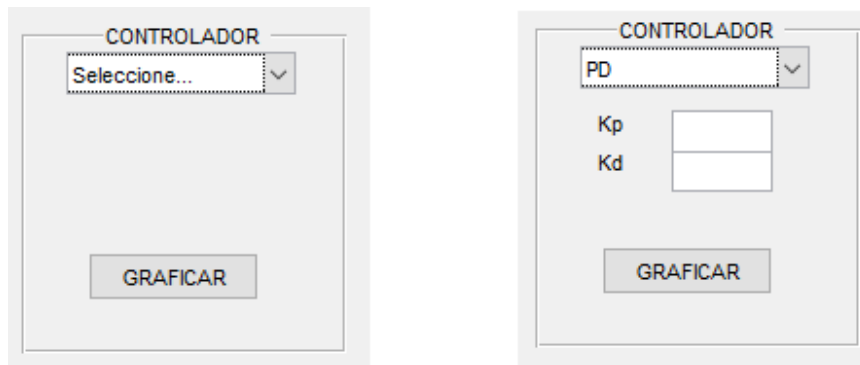 CONTROLADOR
Seleccione...
GRAFICAR
CONTROLADOR
PD
Kp
Kd
GRAFICAR